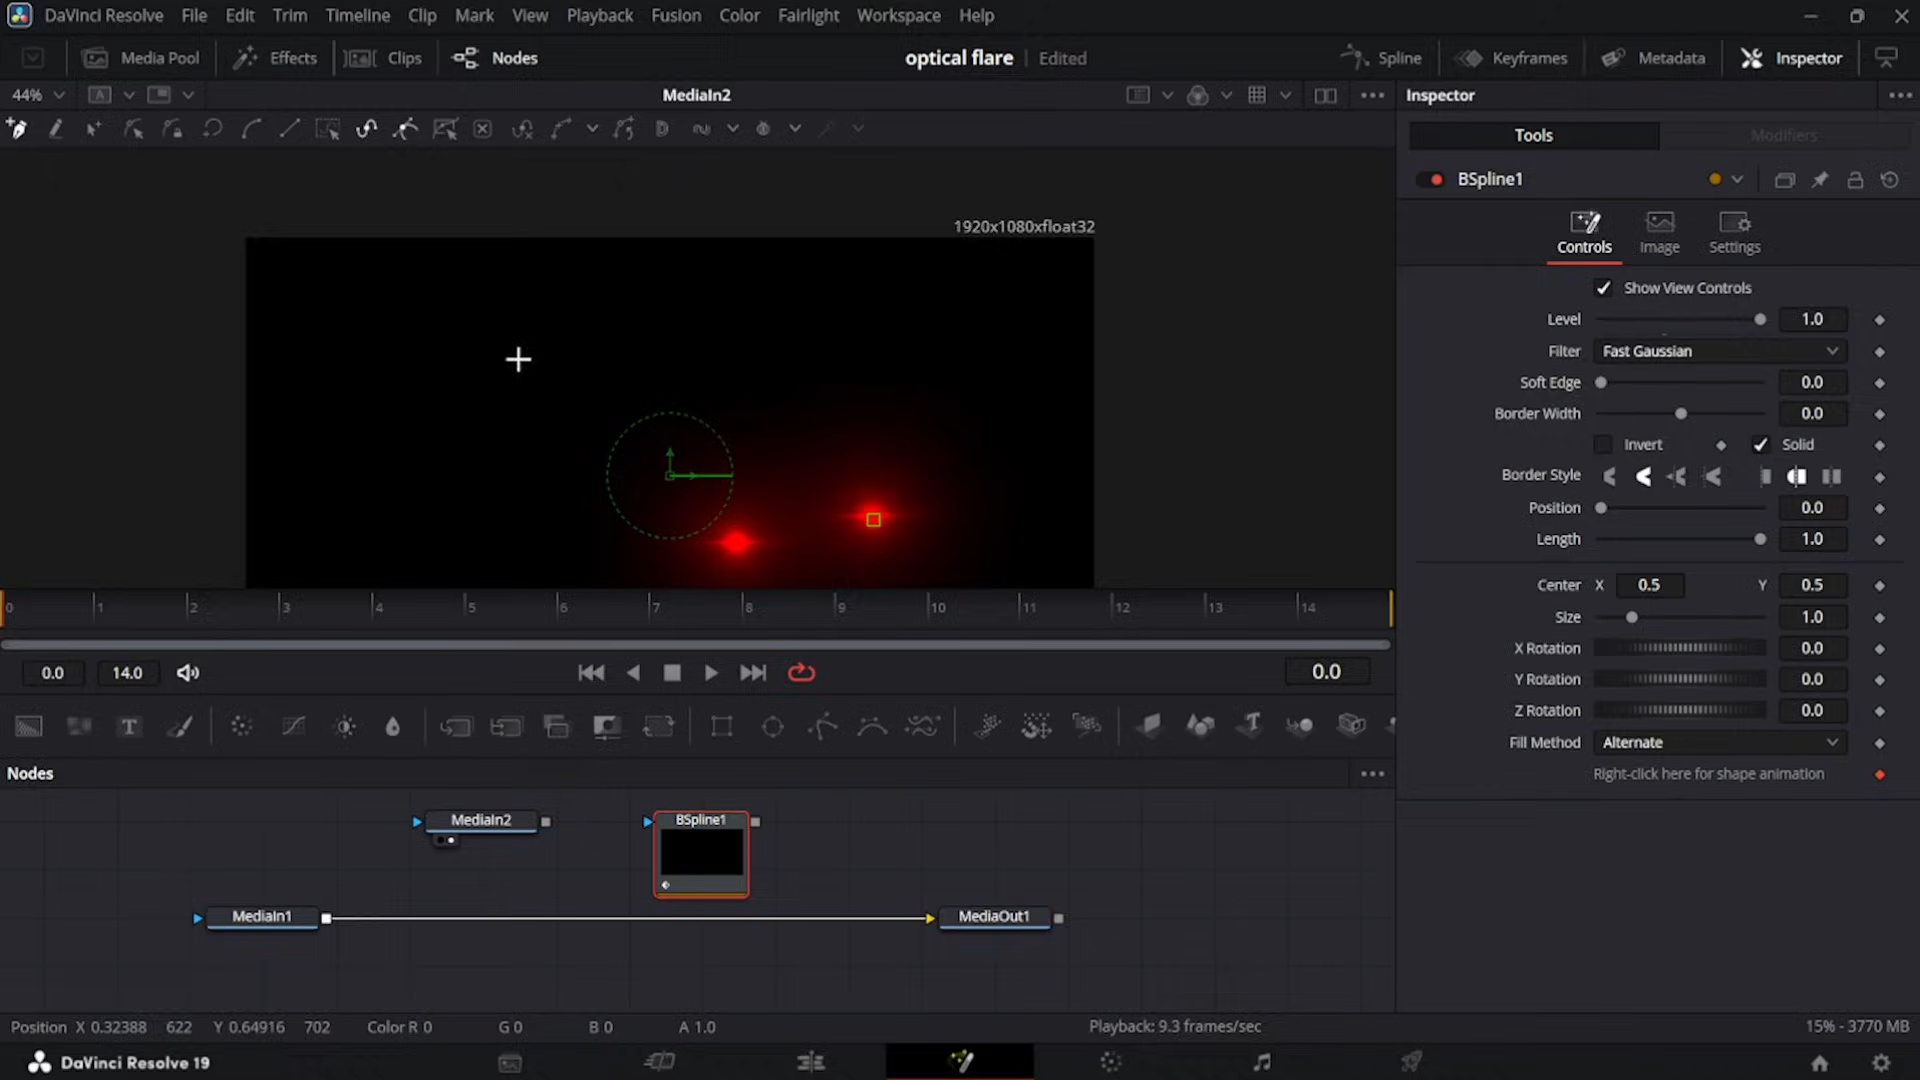 DaVinci Resolve File Edit Trim Timeline Clip Mark View Playback Fusion Color Fairlight Workspace Help
Media Pool Effects Clips Nodes optical flare Edited Spline Keyframes Metadata Inspector
44% A MediaIn2 Inspector
Tools Modifiers
BSpline1
1920x1080xfloat32
Controls Image Settings
Show View Controls
Level 1.0
Filter Fast Gaussian
Soft Edge 0.0
Border Width 0.0
Invert Solid
Border Style
Position 0.0
Length 1.0
Center X 0.5 Y 0.5
0 1 2 3 4 5 6 7 8 9 10 11 12 13 14
Size 1.0
X Rotation 0.0
0.0 14.0 0.0
Y Rotation 0.0
Z Rotation 0.0
T T
Fill Method Alternate
Right-click here for shape animation
Nodes
MediaIn2 BSpline1
MediaIn1 MediaOut1
Position X 0.32388 622 Y 0.64916 702 Color R 0 G 0 B 0 A 1.0 Playback: 9.3 frames/sec 15% - 3770 MB
DaVinci Resolve 19